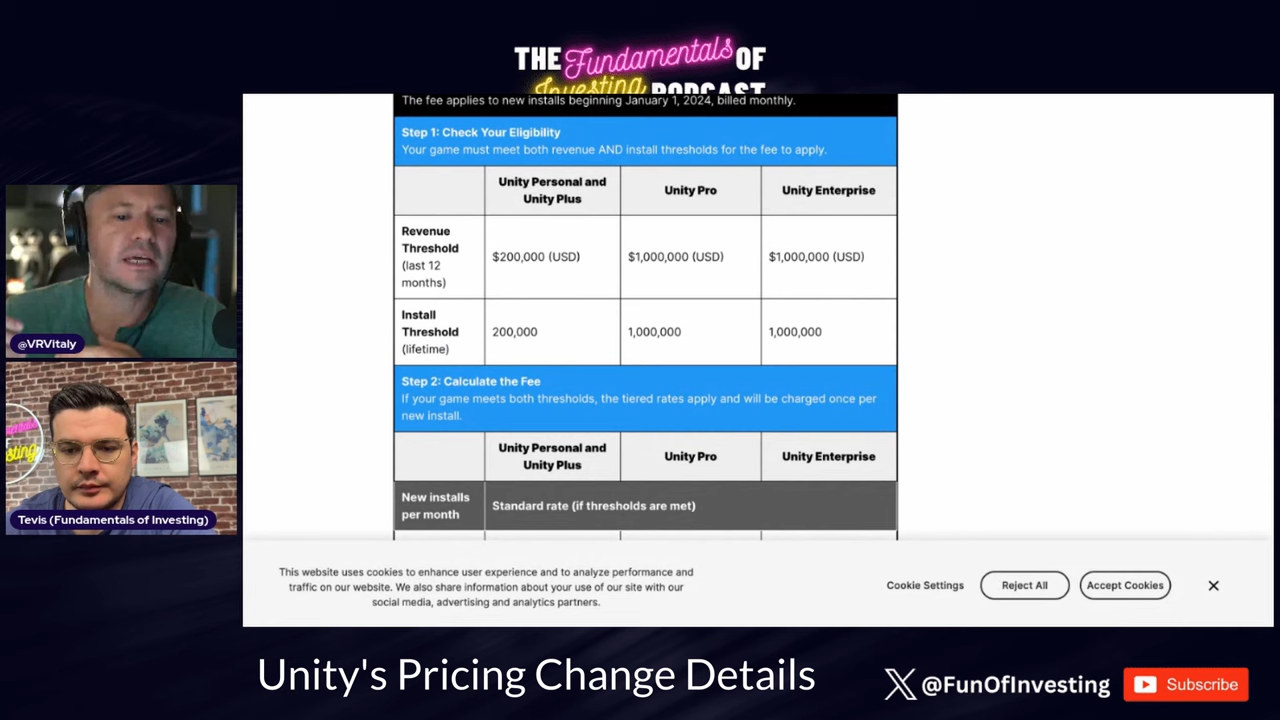 THE Fundamentals OF
Investing PODCAST
The fee applies to new installs beginning January 1, 2024, billed monthly.
Step 1: Check Your Eligibility
Your game must meet both revenue AND install thresholds for the fee to apply.
Unity Personal and
Unity Plus
Unity Pro
Unity Enterprise
Revenue
Threshold
(last 12
months)
$200,000 (USD)
$1,000,000 (USD)
$1,000,000 (USD)
Install
Threshold
(lifetime)
200,000
1,000,000
1,000,000
Step 2: Calculate the Fee
If your game meets both thresholds, the tiered rates apply and will be charged once per
new install.
Unity Personal and
Unity Plus
Unity Pro
Unity Enterprise
New installs
per month
Standard rate (if thresholds are met)
This website uses cookies to enhance user experience and to analyze performance and
traffic on our website. We also share information about your use of our site with our
social media, advertising and analytics partners.
Cookie Settings
Reject All
Accept Cookies
@VRVitaly
sting
Tevis (Fundamentals of Investing)
Unity's Pricing Change Details
@FunOfInvesting
Subscribe